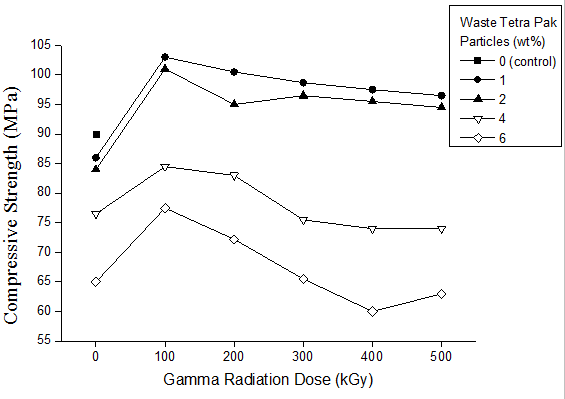 Waste Tetra Pak
Particles (wt%)
0 (control)
1
2
4
6
Compressive Strength (MPa)
105
100
95
90
85
80
75
70
65
60
55
0 100 200 300 400 500
Gamma Radiation Dose (kGy)